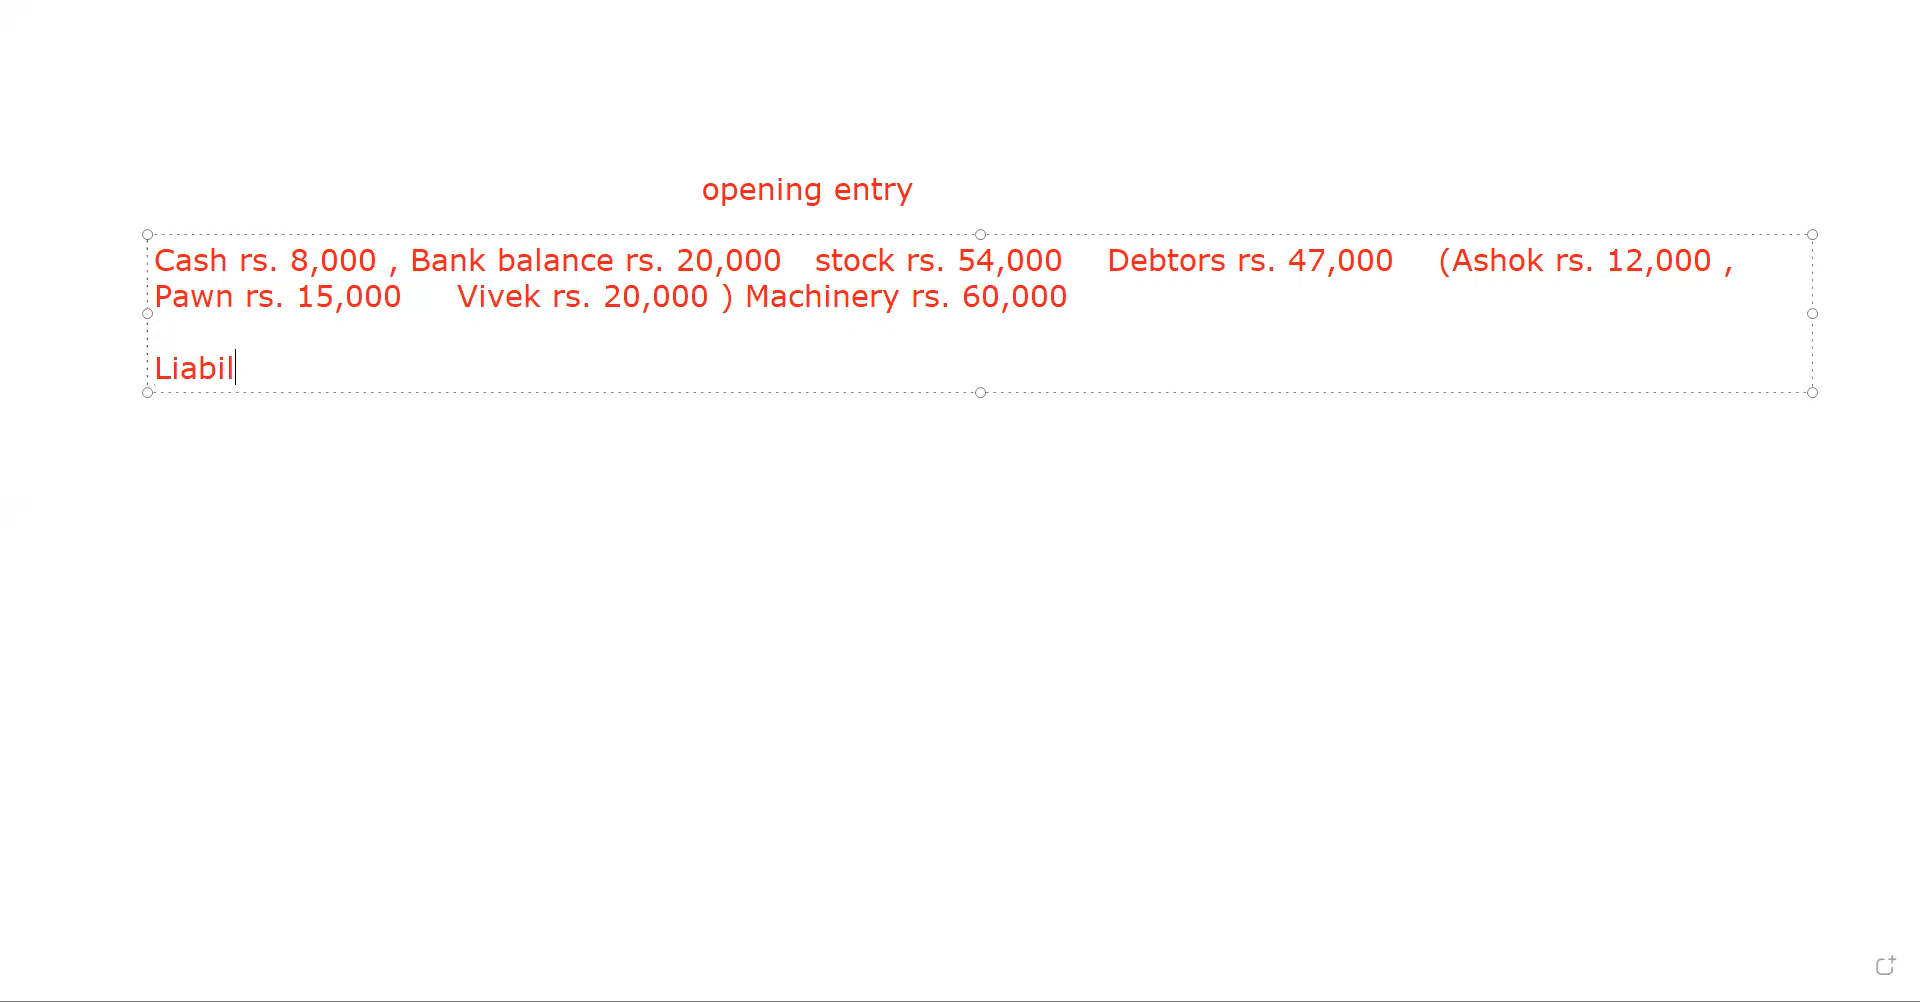 opening entry
Cash rs. 8,000 , Bank balance rs. 20,000 stock rs. 54,000 Debtors rs. 47,000 (Ashok rs. 12,000 ,
Pawn rs. 15,000 Vivek rs. 20,000 ) Machinery rs. 60,000
Liabil